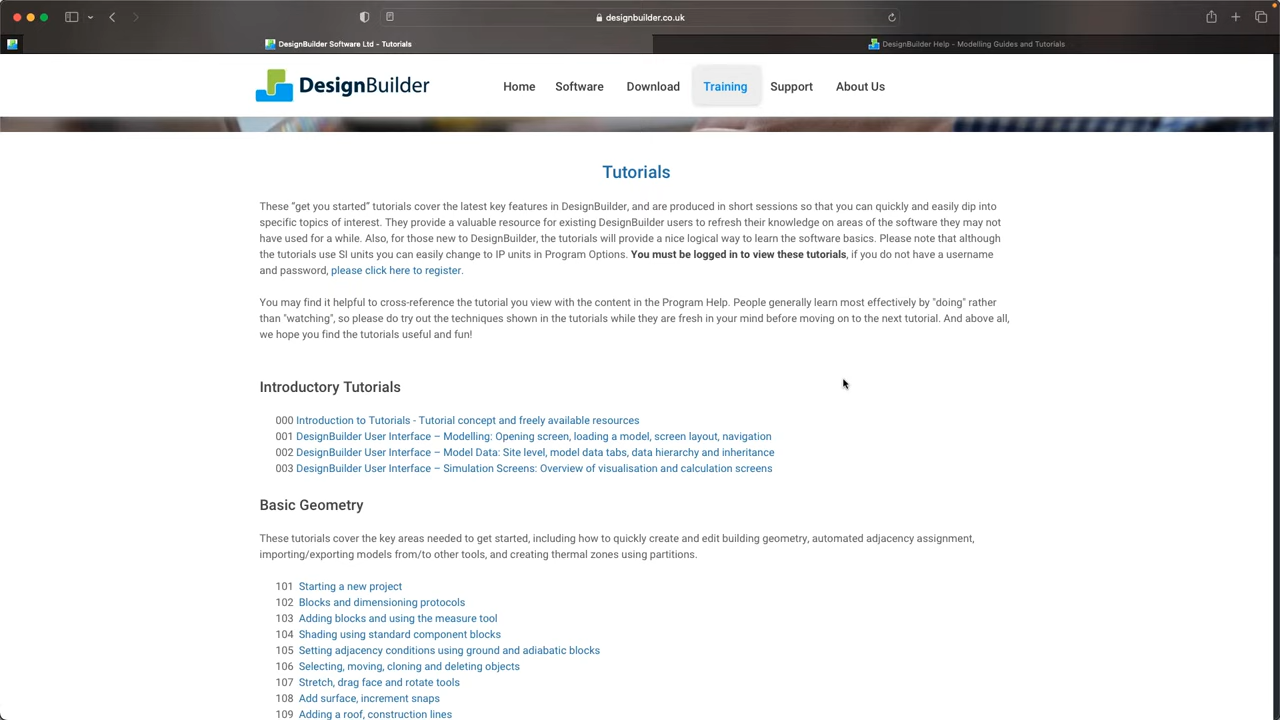 designbuilder.co.uk
DesignBuilder Software Ltd - Tutorials
DesignBuilder Help - Modelling Guides and Tutorials
DesignBuilder
Home Software Download Training Support About Us
Tutorials
These “get you started” tutorials cover the latest key features in DesignBuilder, and are produced in short sessions so that you can quickly and easily dip into
specific topics of interest. They provide a valuable resource for existing DesignBuilder users to refresh their knowledge on areas of the software they may not
have used for a while. Also, for those new to DesignBuilder, the tutorials will provide a nice logical way to learn the software basics. Please note that although
the tutorials use SI units you can easily change to IP units in Program Options. You must be logged in to view these tutorials, if you do not have a username
and password, please click here to register.
You may find it helpful to cross-reference the tutorial you view with the content in the Program Help. People generally learn most effectively by "doing" rather
than "watching", so please do try out the techniques shown in the tutorials while they are fresh in your mind before moving on to the next tutorial. And above all,
we hope you find the tutorials useful and fun!
Introductory Tutorials
000 Introduction to Tutorials - Tutorial concept and freely available resources
001 DesignBuilder User Interface – Modelling: Opening screen, loading a model, screen layout, navigation
002 DesignBuilder User Interface – Model Data: Site level, model data tabs, data hierarchy and inheritance
003 DesignBuilder User Interface – Simulation Screens: Overview of visualisation and calculation screens
Basic Geometry
These tutorials cover the key areas needed to get started, including how to quickly create and edit building geometry, automated adjacency assignment,
importing/exporting models from/to other tools, and creating thermal zones using partitions.
101 Starting a new project
102 Blocks and dimensioning protocols
103 Adding blocks and using the measure tool
104 Shading using standard component blocks
105 Setting adjacency conditions using ground and adiabatic blocks
106 Selecting, moving, cloning and deleting objects
107 Stretch, drag face and rotate tools
108 Add surface, increment snaps
109 Adding a roof, construction lines